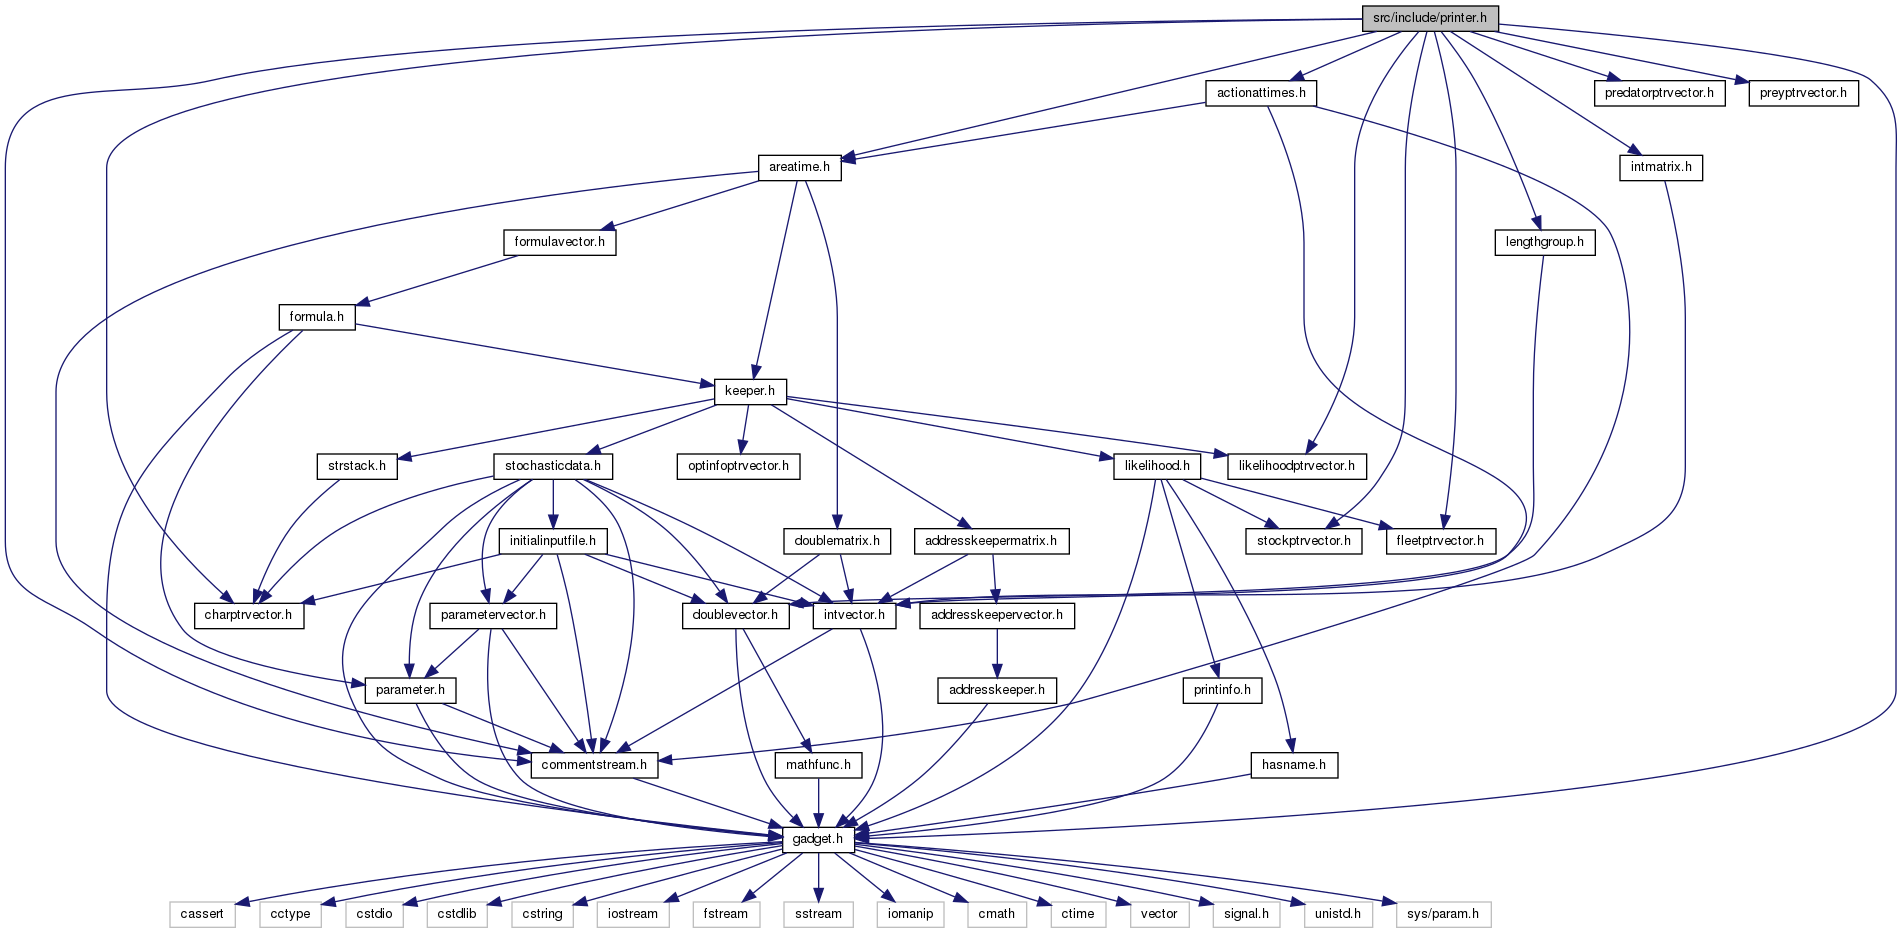 src/include/printer.h
actionattimes.h
predatorptrvector.h
preyptrvector.h
areatime.h
intmatrix.h
formulavector.h
lengthgroup.h
formula.h
keeper.h
strstack.h
stochasticdata.h
optinfoptrvector.h
likelihood.h
likelihoodptrvector.h
initialinputfile.h
doublematrix.h
addresskeepermatrix.h
stockptrvector.h
fleetptrvector.h
charptrvector.h
parametervector.h
doublevector.h
intvector.h
addresskeepervector.h
parameter.h
addresskeeper.h
printinfo.h
commentstream.h
mathfunc.h
hasname.h
gadget.h
cassert
cctype
cstdio
cstdlib
cstring
iostream
fstream
sstream
iomanip
cmath
ctime
vector
signal.h
unistd.h
sys/param.h